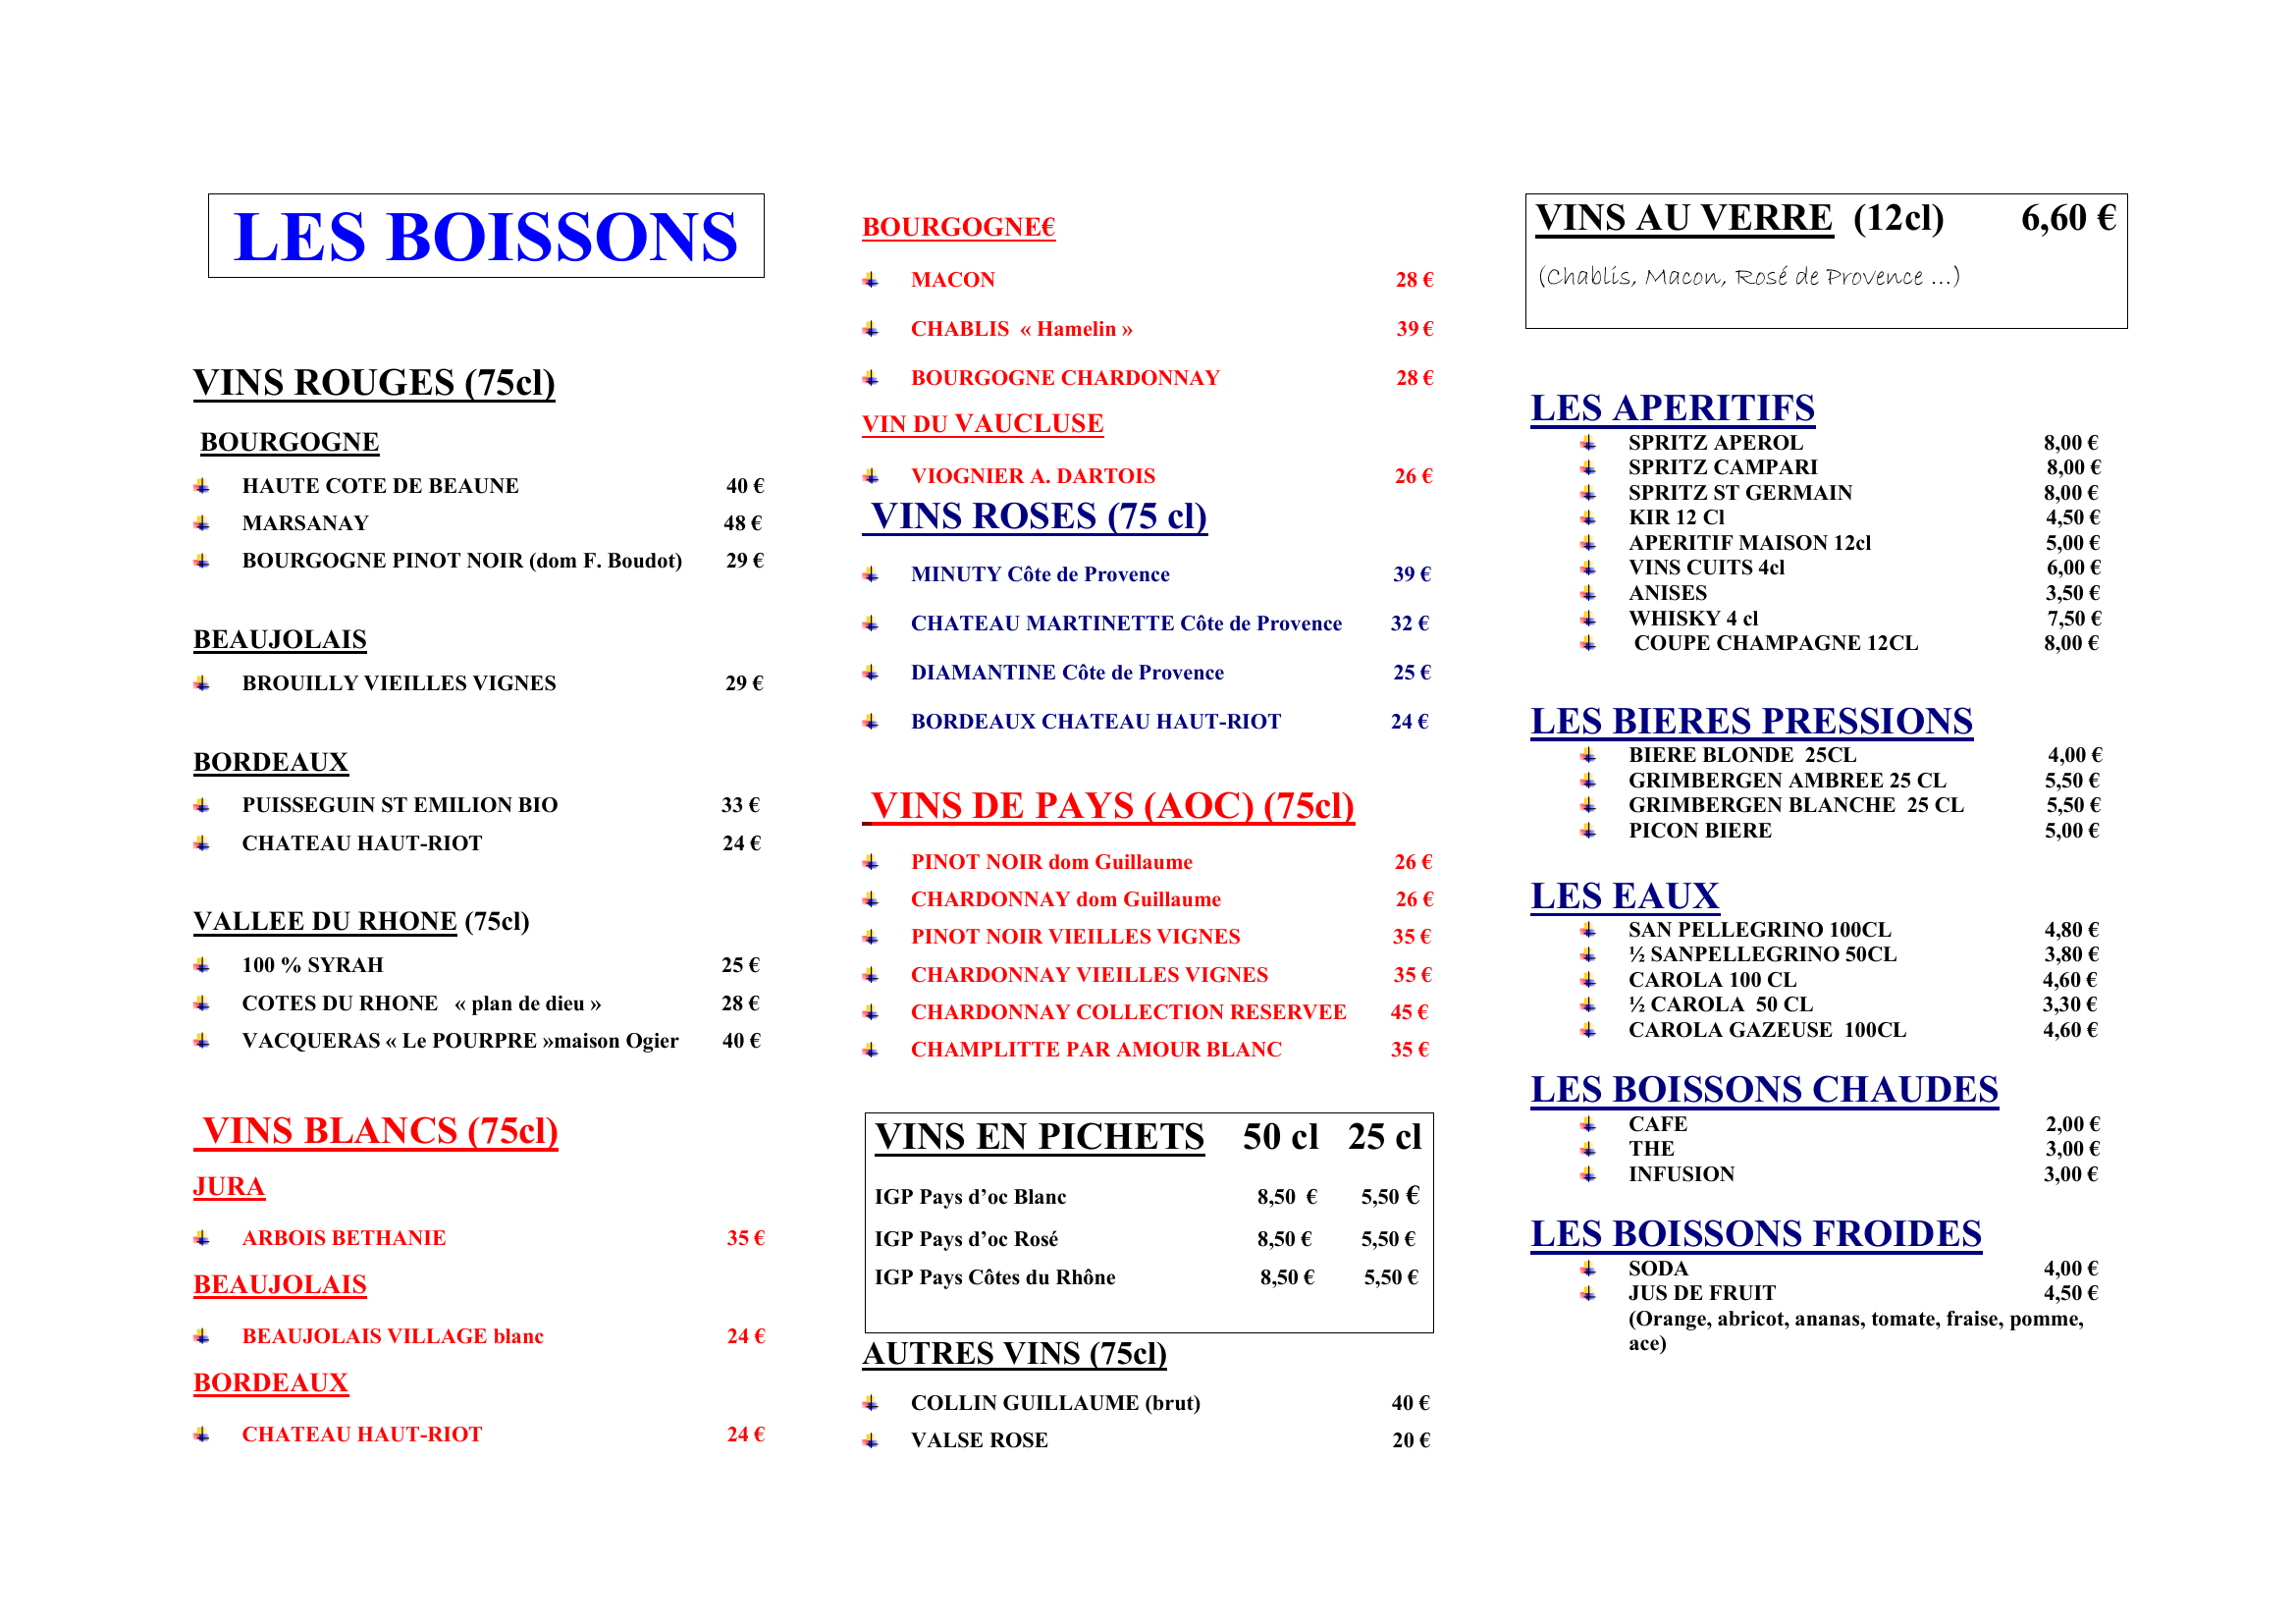 LES BOISSONS
VINS ROUGES (75cl)
BOURGOGNE
HAUTE COTE DE BEAUNE 40 €
MARSANAY 48 €
BOURGOGNE PINOT NOIR (dom F. Boudot) 29 €
BEAUJOLAIS
BROUILLY VIEILLES VIGNES 29 €
BORDEAUX
PUISSEGUIN ST EMILION BIO 33 €
CHATEAU HAUT-RIOT 24 €
VALLEE DU RHONE (75cl)
100 % SYRAH 25 €
COTES DU RHONE « plan de dieu » 28 €
VACQUERAS « Le POURPRE »maison Ogier 40 €
VINS BLANCS (75cl)
JURA
ARBOIS BETHANIE 35 €
BEAUJOLAIS
BEAUJOLAIS VILLAGE blanc 24 €
BORDEAUX
CHATEAU HAUT-RIOT 24 €
BOURGOGNE€
MACON 28 €
CHABLIS « Hamelin » 39 €
BOURGOGNE CHARDONNAY 28 €
VIN DU VAUCLUSE
VIOGNIER A. DARTOIS 26 €
VINS ROSES (75 cl)
MINUTY Côte de Provence 39 €
CHATEAU MARTINETTE Côte de Provence 32 €
DIAMANTINE Côte de Provence 25 €
BORDEAUX CHATEAU HAUT-RIOT 24 €
VINS DE PAYS (AOC) (75cl)
PINOT NOIR dom Guillaume 26 €
CHARDONNAY dom Guillaume 26 €
PINOT NOIR VIEILLES VIGNES 35 €
CHARDONNAY VIEILLES VIGNES 35 €
CHARDONNAY COLLECTION RESERVEE 45 €
CHAMPLITTE PAR AMOUR BLANC 35 €
VINS EN PICHETS 50 cl 25 cl
IGP Pays d’oc Blanc 8,50 € 5,50 €
IGP Pays d’oc Rosé 8,50 € 5,50 €
IGP Pays Côtes du Rhône 8,50 € 5,50 €
AUTRES VINS (75cl)
COLLIN GUILLAUME (brut) 40 €
VALSE ROSE 20 €
VINS AU VERRE (12cl) 6,60 €
(Chablis, Macon, Rosé de Provence ...)
LES APERITIFS
SPRITZ APEROL 8,00 €
SPRITZ CAMPARI 8,00 €
SPRITZ ST GERMAIN 8,00 €
KIR 12 Cl 4,50 €
APERITIF MAISON 12cl 5,00 €
VINS CUITS 4cl 6,00 €
ANISES 3,50 €
WHISKY 4 cl 7,50 €
COUPE CHAMPAGNE 12CL 8,00 €
LES BIERES PRESSIONS
BIERE BLONDE 25CL 4,00 €
GRIMBERGEN AMBREE 25 CL 5,50 €
GRIMBERGEN BLANCHE 25 CL 5,50 €
PICON BIERE 5,00 €
LES EAUX
SAN PELLEGRINO 100CL 4,80 €
½ SANPELLEGRINO 50CL 3,80 €
CAROLA 100 CL 4,60 €
½ CAROLA 50 CL 3,30 €
CAROLA GAZEUSE 100CL 4,60 €
LES BOISSONS CHAUDES
CAFE 2,00 €
THE 3,00 €
INFUSION 3,00 €
LES BOISSONS FROIDES
SODA 4,00 €
JUS DE FRUIT 4,50 €
(Orange, abricot, ananas, tomate, fraise, pomme,
ace)